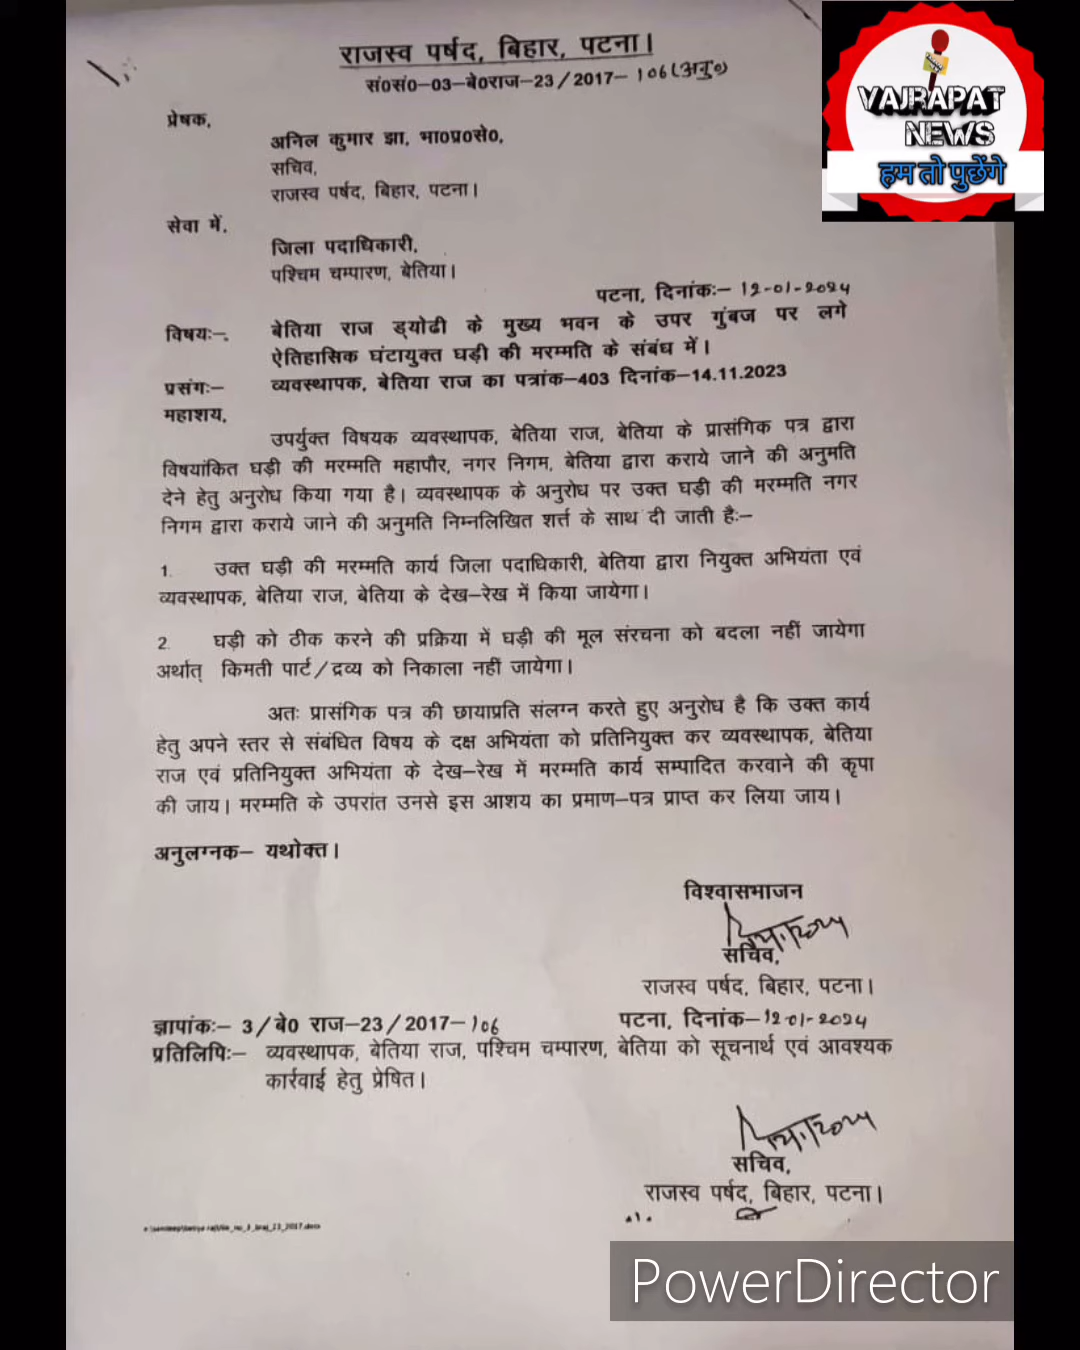 राजस्व पर्षद, बिहार, पटना।
सं0सं0-03-बे0राज-23/2017-106(अनु०)
प्रेषक,
अनिल कुमार झा, भा0प्र0से0,
सचिव,
राजस्व पर्षद, बिहार, पटना।
सेवा में,
जिला पदाधिकारी,
पश्चिम चम्पारण, बेतिया।
पटना, दिनांकः- 12-01-2024
विषयः-. बेतिया राज ड्योढी के मुख्य भवन के उपर गुंबज पर लगे
ऐतिहासिक घंटायुक्त घड़ी की मरम्मति के संबंध में।
प्रसंगः- व्यवस्थापक, बेतिया राज का पत्रांक-403 दिनांक-14.11.2023
महाशय,
उपर्युक्त विषयक व्यवस्थापक, बेतिया राज, बेतिया के प्रासंगिक पत्र द्वारा
विषयांकित घड़ी की मरम्मति महापौर, नगर निगम, बेतिया द्वारा कराये जाने की अनुमति
देने हेतु अनुरोध किया गया है। व्यवस्थापक के अनुरोध पर उक्त घड़ी की मरम्मति नगर
निगम द्वारा कराये जाने की अनुमति निम्नलिखित शर्त्त के साथ दी जाती हैः-
1. उक्त घड़ी की मरम्मति कार्य जिला पदाधिकारी, बेतिया द्वारा नियुक्त अभियंता एवं
व्यवस्थापक, बेतिया राज, बेतिया के देख-रेख में किया जायेगा।
2. घड़ी को ठीक करने की प्रक्रिया में घड़ी की मूल संरचना को बदला नहीं जायेगा
अर्थात् किमती पार्ट/द्रव्य को निकाला नहीं जायेगा।
अतः प्रासंगिक पत्र की छायाप्रति संलग्न करते हुए अनुरोध है कि उक्त कार्य
हेतु अपने स्तर से संबंधित विषय के दक्ष अभियंता को प्रतिनियुक्त कर व्यवस्थापक, बेतिया
राज एवं प्रतिनियुक्त अभियंता के देख-रेख में मरम्मति कार्य सम्पादित करवाने की कृपा
की जाय। मरम्मति के उपरांत उनसे इस आशय का प्रमाण-पत्र प्राप्त कर लिया जाय।
अनुलग्नक- यथोक्त।
विश्वासभाजन
सचिव,
राजस्व पर्षद, बिहार, पटना।
ज्ञापांकः- 3/बे0 राज-23/2017-106 पटना, दिनांक-12-01-2024
प्रतिलिपिः- व्यवस्थापक, बेतिया राज, पश्चिम चम्पारण, बेतिया को सूचनार्थ एवं आवश्यक
कार्रवाई हेतु प्रेषित।
सचिव,
राजस्व पर्षद, बिहार, पटना।
VAJRAPAT
NEWS
हम तो पुछेंगे
PowerDirector